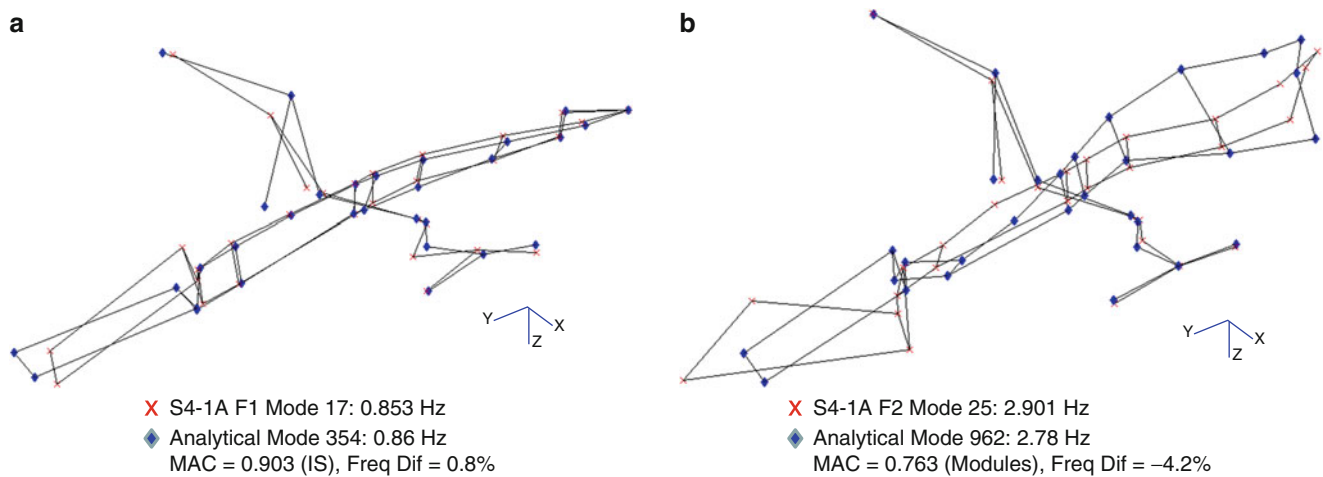 a
b
Y
X
Z
Y
X
Z
S4-1A F1 Mode 17: 0.853 Hz
Analytical Mode 354: 0.86 Hz
MAC = 0.903 (IS), Freq Dif = 0.8%
S4-1A F2 Mode 25: 2.901 Hz
Analytical Mode 962: 2.78 Hz
MAC = 0.763 (Modules), Freq Dif = −4.2%